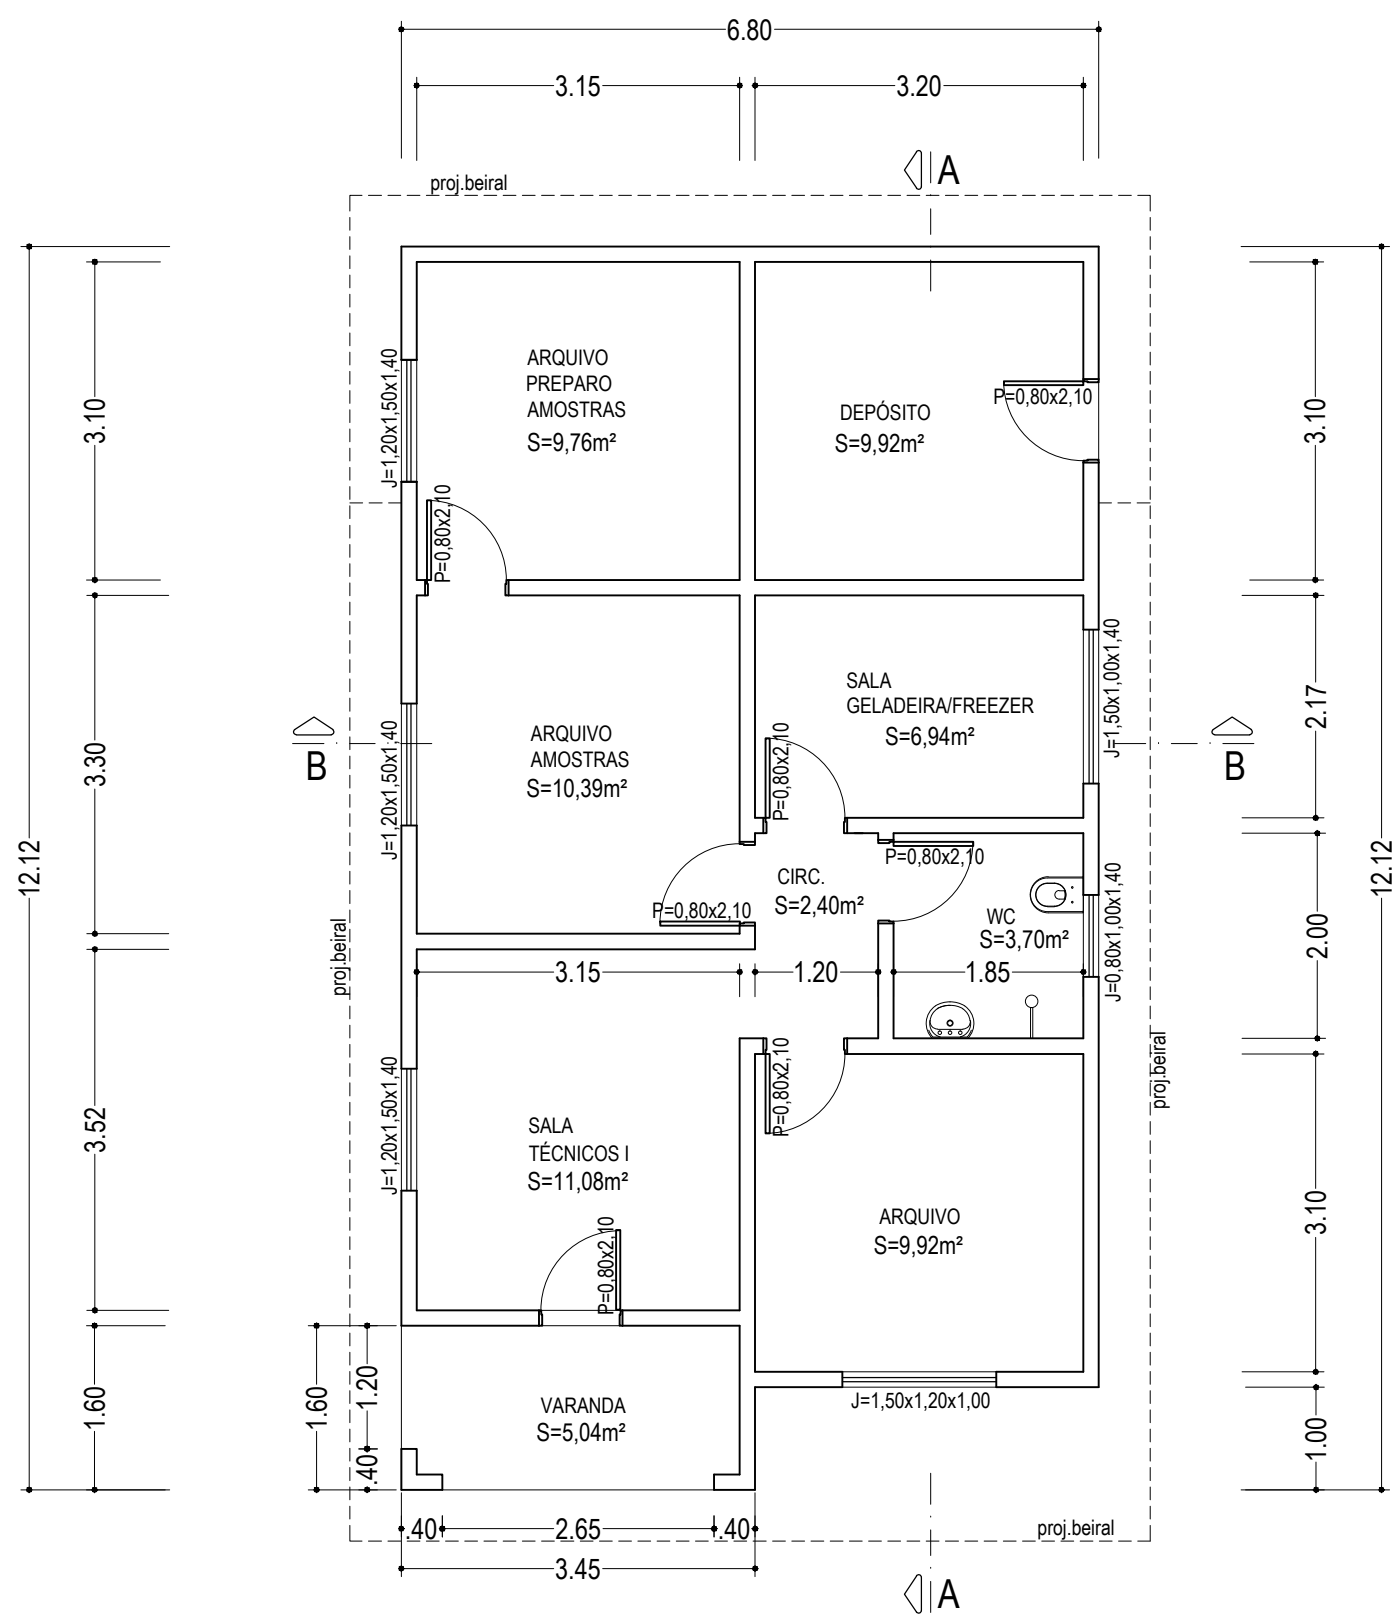 6.80
3.15
3.20
A
proj.beiral
ARQUIVO
PREPARO
AMOSTRAS
S=9,76m²
J=1,20x1,50x1,40
P=0,80x2,10
DEPÓSITO
S=9,92m²
P=0,80x2,10
3.10
3.10
ARQUIVO
AMOSTRAS
S=10,39m²
J=1,20x1,50x1,40
P=0,80x2,10
SALA
GELADEIRA/FREEZER
S=6,94m²
P=0,80x2,10
J=1,50x1,00x1,40
B
B
3.30
2.17
12.12
12.12
CIRC.
S=2,40m²
P=0,80x2,10
WC
S=3,70m²
J=0,80x1,00x1,40
2.00
proj.beiral
3.15
1.20
1.85
SALA
TÉCNICOS I
S=11,08m²
J=1,20x1,50x1,40
P=0,80x2,10
P=0,80x2,10
3.52
ARQUIVO
S=9,92m²
J=1,50x1,20x1,00
proj.beiral
3.10
VARANDA
S=5,04m²
1.60
1.60
1.20
.40
1.00
.40
2.65
.40
3.45
proj.beiral
A